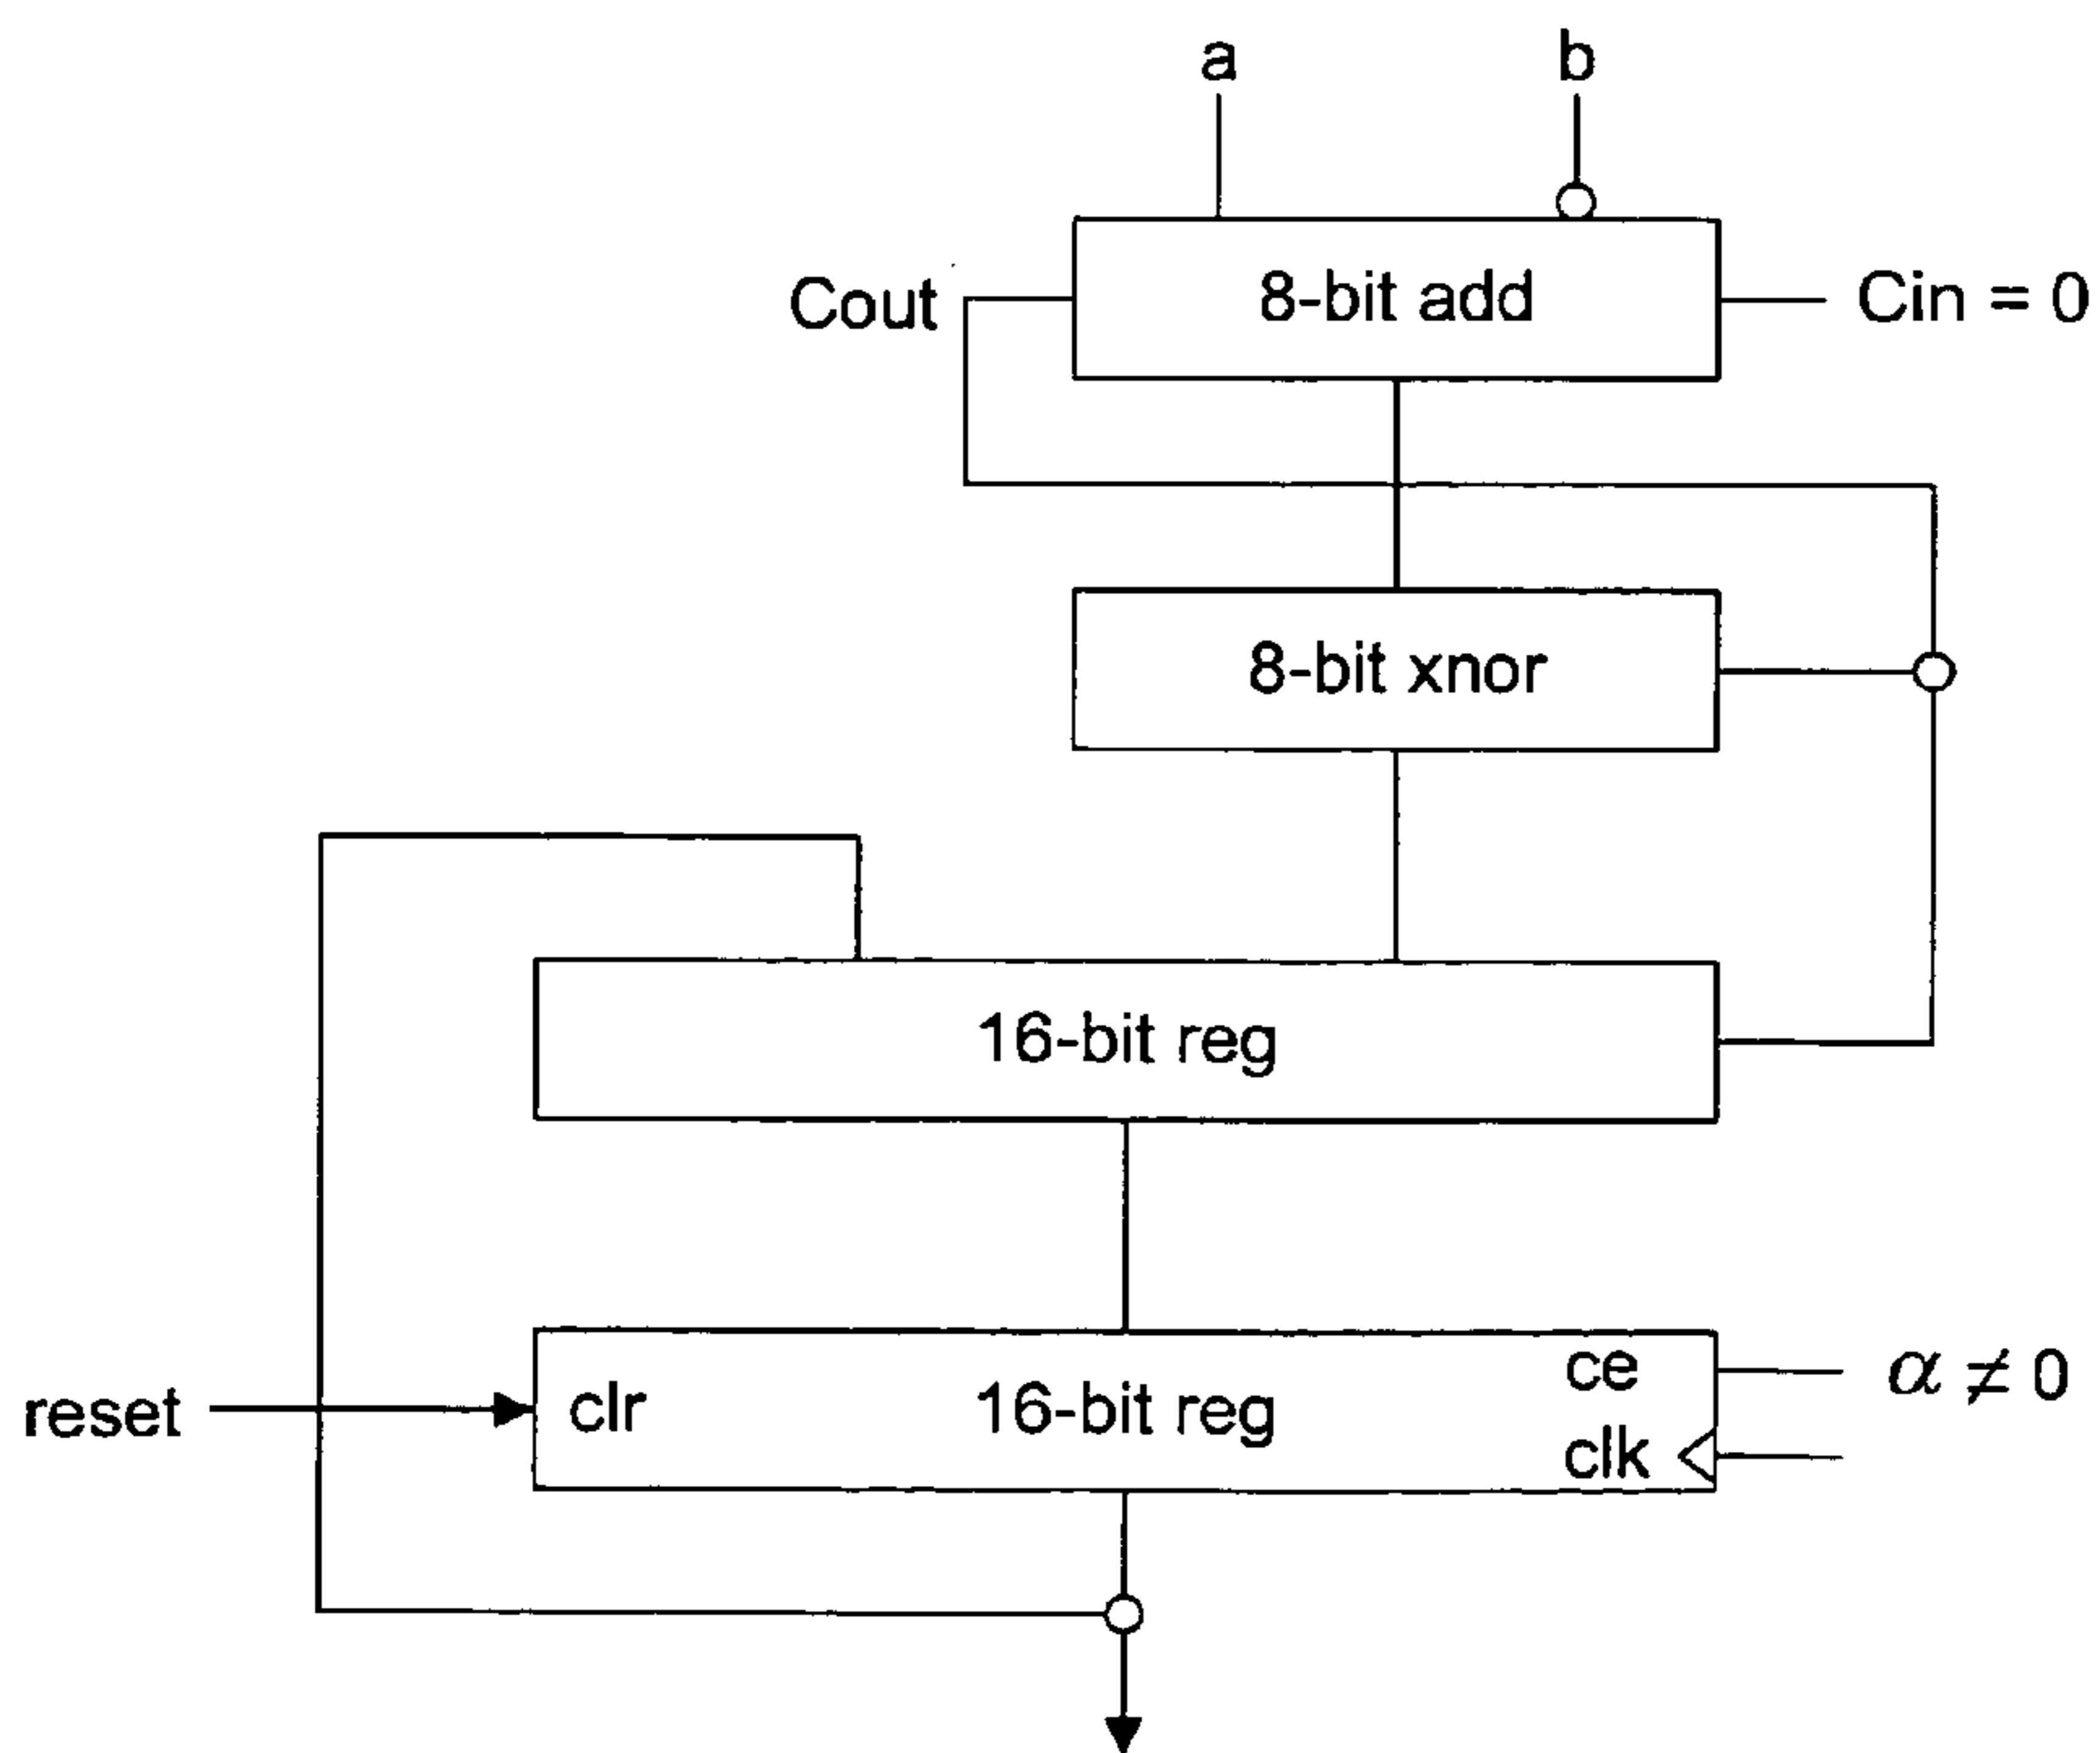 a
b
Cout
8-bit add
Cin = 0
8-bit xnor
16-bit reg
reset
clr
16-bit reg
ce
clk
α ≠ 0